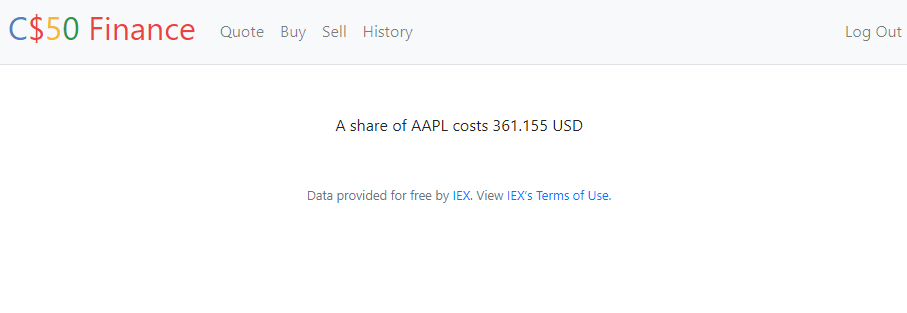 C$50 Finance Quote Buy Sell History Log Out
A share of AAPL costs 361.155 USD
Data provided for free by IEX. View IEX's Terms of Use.